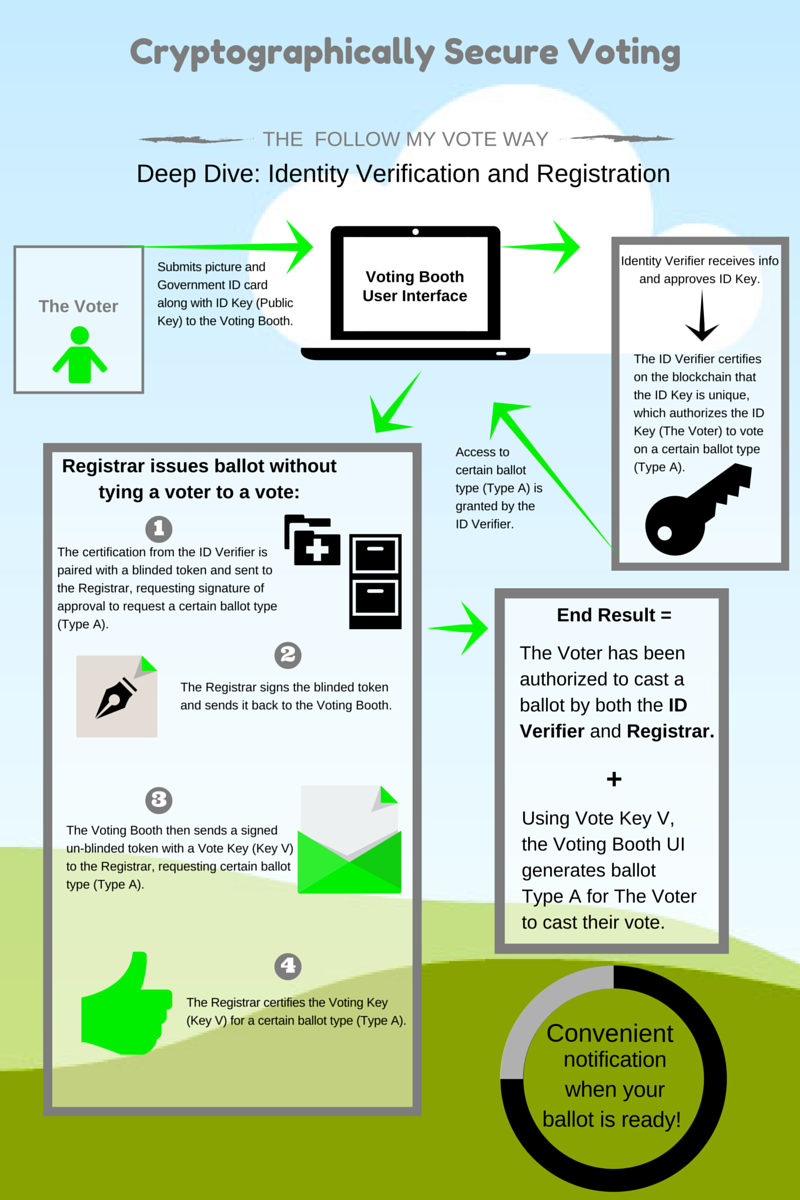 Cryptographically Secure Voting
THE FOLLOW MY VOTE WAY
Deep Dive: Identity Verification and Registration
The Voter
Submits picture and
Government ID card
along with ID Key (Public
Key) to the Voting Booth.
Voting Booth
User Interface
Identity Verifier receives info
and approves ID Key.
The ID Verifier certifies
on the blockchain that
the ID Key is unique,
which authorizes the ID
Key (The Voter) to vote
on a certain ballot type
(Type A).
Access to
certain ballot
type (Type A) is
granted by the
ID Verifier.
Registrar issues ballot without
tying a voter to a vote:
1
The certification from the ID Verifier is
paired with a blinded token and sent to
the Registrar, requesting signature of
approval to request a certain ballot type
(Type A).
2
The Registrar signs the blinded token
and sends it back to the Voting Booth.
3
The Voting Booth then sends a signed
un-blinded token with a Vote Key (Key V)
to the Registrar, requesting certain ballot
type (Type A).
4
The Registrar certifies the Voting Key
(Key V) for a certain ballot type (Type A).
End Result =
The Voter has been
authorized to cast a
ballot by both the ID
Verifier and Registrar.
+
Using Vote Key V,
the Voting Booth UI
generates ballot
Type A for The Voter
to cast their vote.
Convenient
notification
when your
ballot is ready!